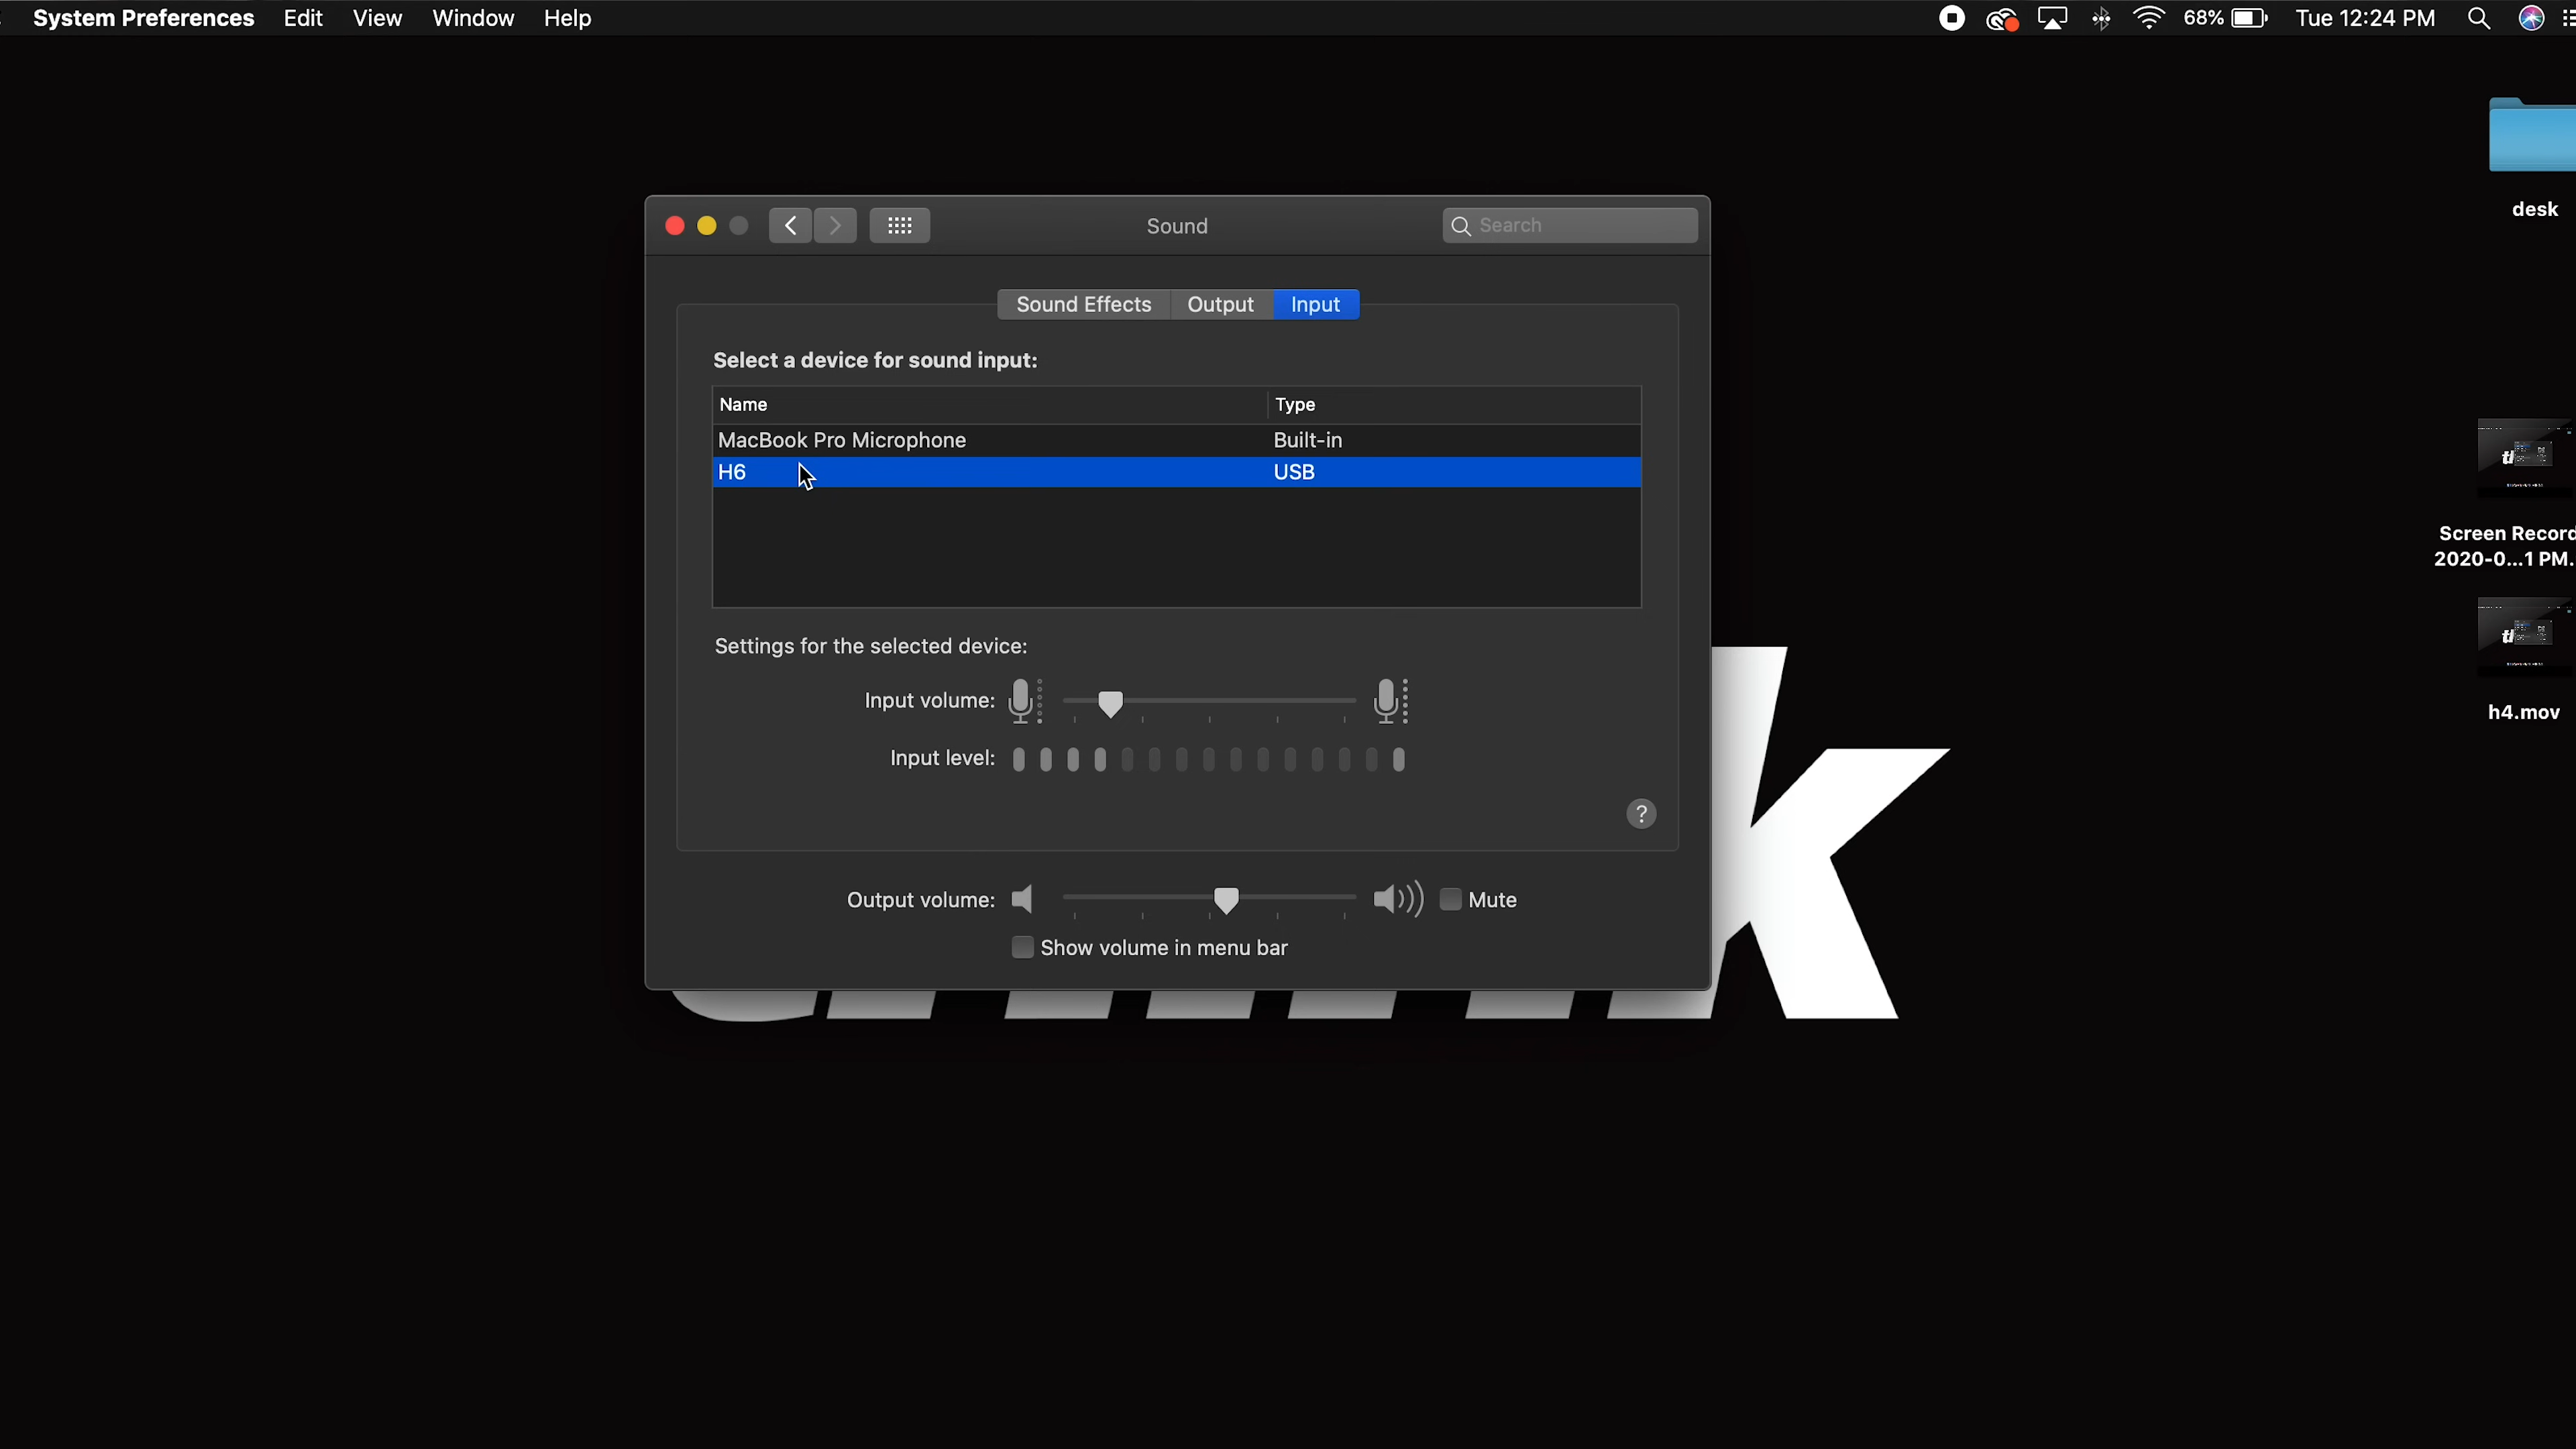 System Preferences Edit View Window Help 68% Tue 12:24 PM
desk
Sound
Search
Sound Effects Output Input
Select a device for sound input:
Name Type
MacBook Pro Microphone Built-in
H6 USB
Screen Record
2020-0...1 PM.
Settings for the selected device:
Input volume:
h4.mov
Input level:
?
Output volume: Mute
Show volume in menu bar
k